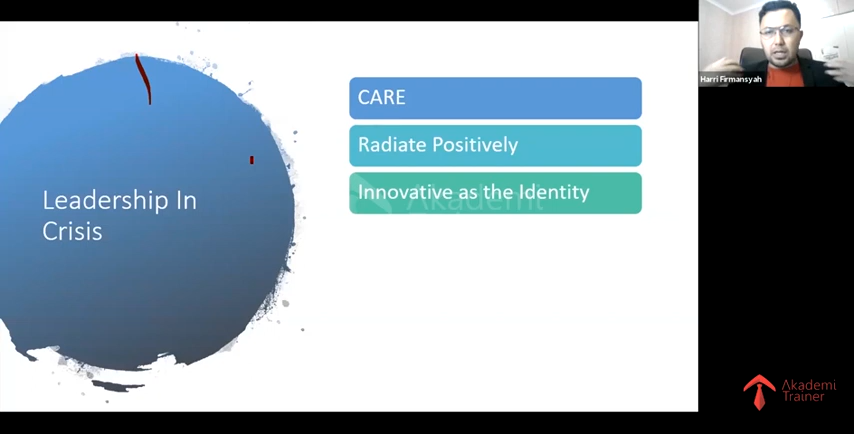 Leadership In
Crisis
CARE
Radiate Positively
Innovative as the Identity
Akademi
Harri Firmansyah
Akademi
Trainer